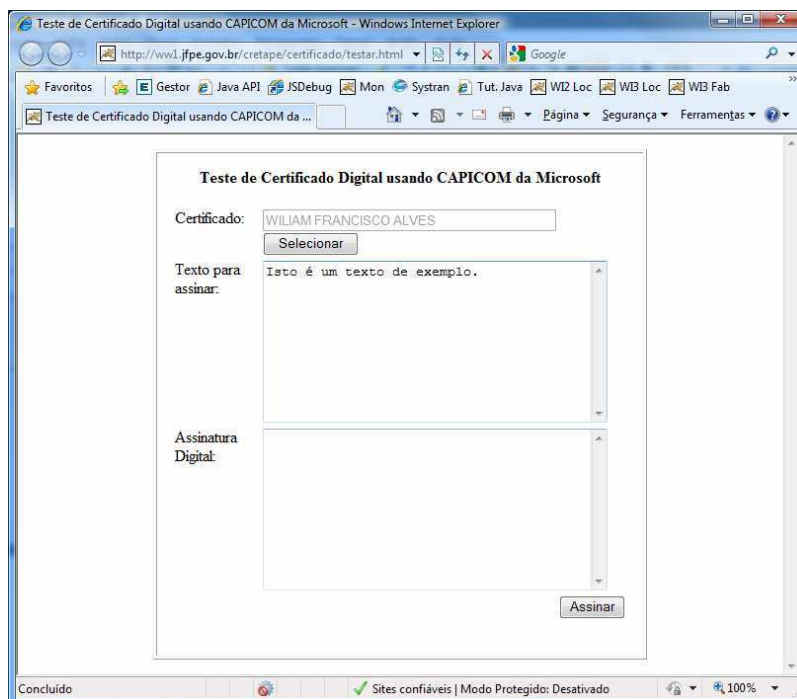 Teste de Certificado Digital usando CAPICOM da Microsoft - Windows Internet Explorer
http://ww1.jfpe.gov.br/cretape/certificado/testar.html
Google
Favoritos E Gestor Java API JSDebug Mon Systran Tut. Java WI2 Loc WI3 Loc WI3 Fab »
Teste de Certificado Digital usando CAPICOM da ... Página Segurança Ferramentas
Teste de Certificado Digital usando CAPICOM da Microsoft
Certificado: WILIAM FRANCISCO ALVES
Selecionar
Texto para assinar: Isto é um texto de exemplo.
Assinatura
Digital:
Assinar
Concluído Sites confiáveis | Modo Protegido: Desativado 100%